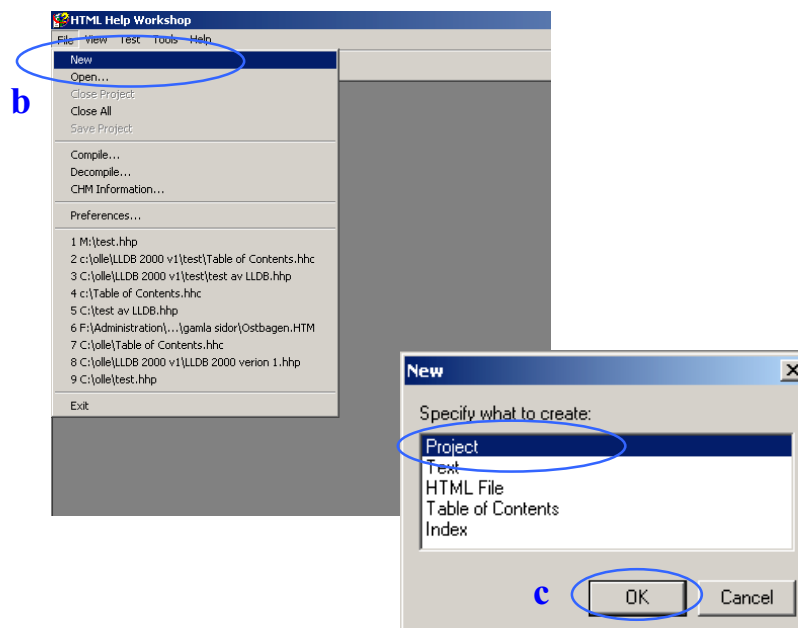 HTML Help Workshop
File View Test Tools Help
New
b
Open...
Close Project
Close All
Save Project
Compile...
Decompile...
CHM Information...
Preferences...
1 M:\test.hhp
2 c:\olle\LLDB 2000 v1\test\Table of Contents.hhc
3 C:\olle\LLDB 2000 v1\test\test av LLDB.hhp
4 c:\Table of Contents.hhc
5 C:\test av LLDB.hhp
6 F:\Administration\...\gamla sidor\Ostbagen.HTM
7 C:\olle\Table of Contents.hhc
8 C:\olle\LLDB 2000 v1\LLDB 2000 verion 1.hhp
9 C:\olle\test.hhp
Exit
New
Specify what to create:
Project
Text
HTML File
Table of Contents
Index
c
OK Cancel